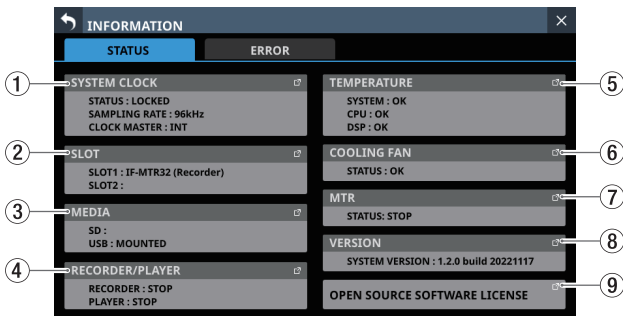 INFORMATION
STATUS
ERROR
1
SYSTEM CLOCK
STATUS : LOCKED
SAMPLING RATE : 96kHz
CLOCK MASTER : INT
2
SLOT
SLOT1 : IF-MTR32 (Recorder)
SLOT2 :
3
MEDIA
SD :
USB : MOUNTED
4
RECORDER/PLAYER
RECORDER : STOP
PLAYER : STOP
5
TEMPERATURE
SYSTEM : OK
CPU : OK
DSP : OK
6
COOLING FAN
STATUS : OK
7
MTR
STATUS: STOP
8
VERSION
SYSTEM VERSION : 1.2.0 build 20221117
9
OPEN SOURCE SOFTWARE LICENSE